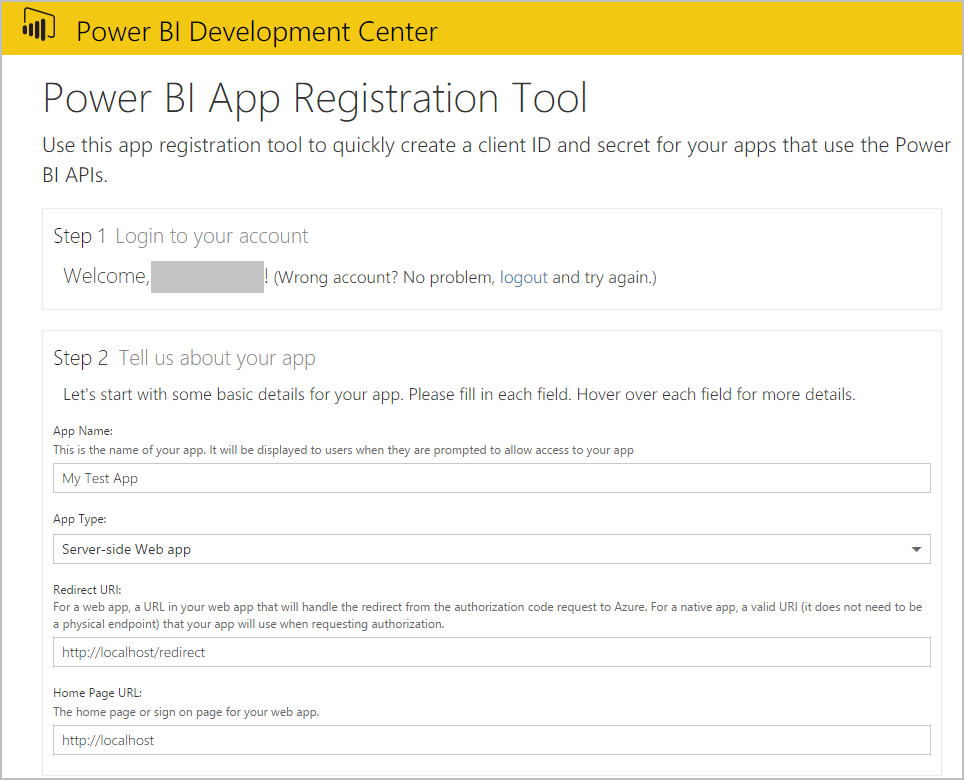 Power BI Development Center
Power BI App Registration Tool
Use this app registration tool to quickly create a client ID and secret for your apps that use the Power
BI APIs.
Step 1 Login to your account
Welcome, ! (Wrong account? No problem, logout and try again.)
Step 2 Tell us about your app
Let's start with some basic details for your app. Please fill in each field. Hover over each field for more details.
App Name:
This is the name of your app. It will be displayed to users when they are prompted to allow access to your app
My Test App
App Type:
Server-side Web app
Redirect URI:
For a web app, a URL in your web app that will handle the redirect from the authorization code request to Azure. For a native app, a valid URI (it does not need to be
a physical endpoint) that your app will use when requesting authorization.
http://localhost/redirect
Home Page URL:
The home page or sign on page for your web app.
http://localhost